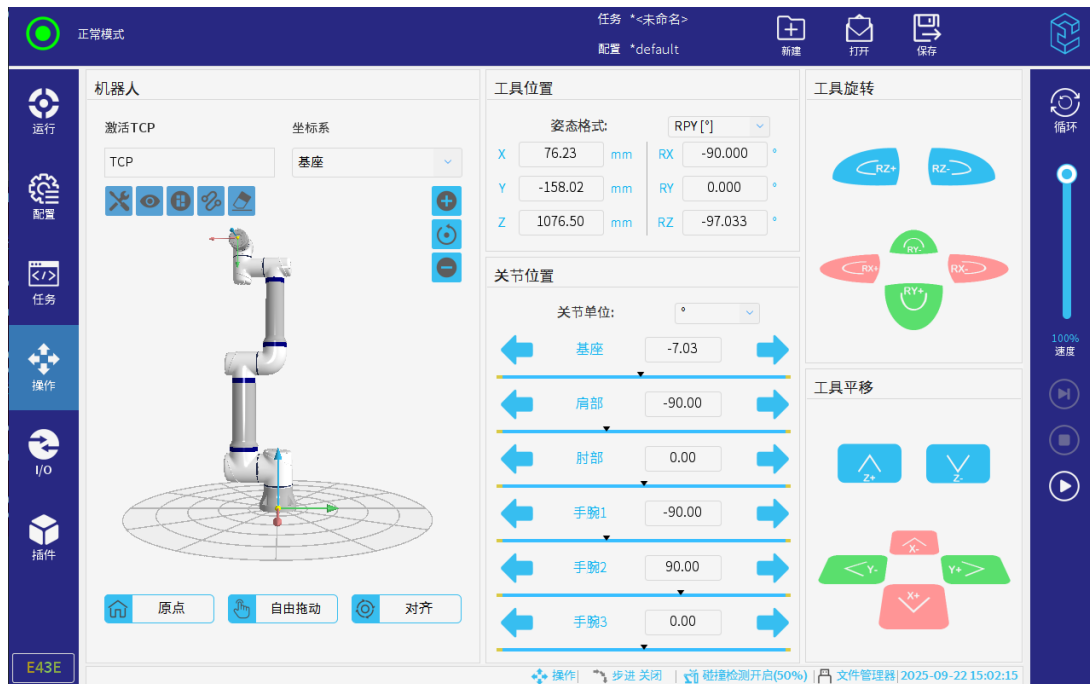 正常模式
任务 *<未命名>
配置 *default
新建
打开
保存
运行
配置
任务
操作
I/O
插件
E43E
机器人
激活TCP
坐标系
TCP
基座
原点
自由拖动
对齐
工具位置
姿态格式: RPY[°]
X 76.23 mm RX -90.000 °
Y -158.02 mm RY 0.000 °
Z 1076.50 mm RZ -97.033 °
关节位置
关节单位: °
基座 -7.03
肩部 -90.00
肘部 0.00
手腕1 -90.00
手腕2 90.00
手腕3 0.00
工具旋转
RZ+ RZ-
RY-
RX+ RX-
RY+
工具平移
Z+ Z-
X-
Y- Y+
X+
循环
100%
速度
操作| 步进 关闭 | 碰撞检测开启(50%) | 文件管理器| 2025-09-22 15:02:15